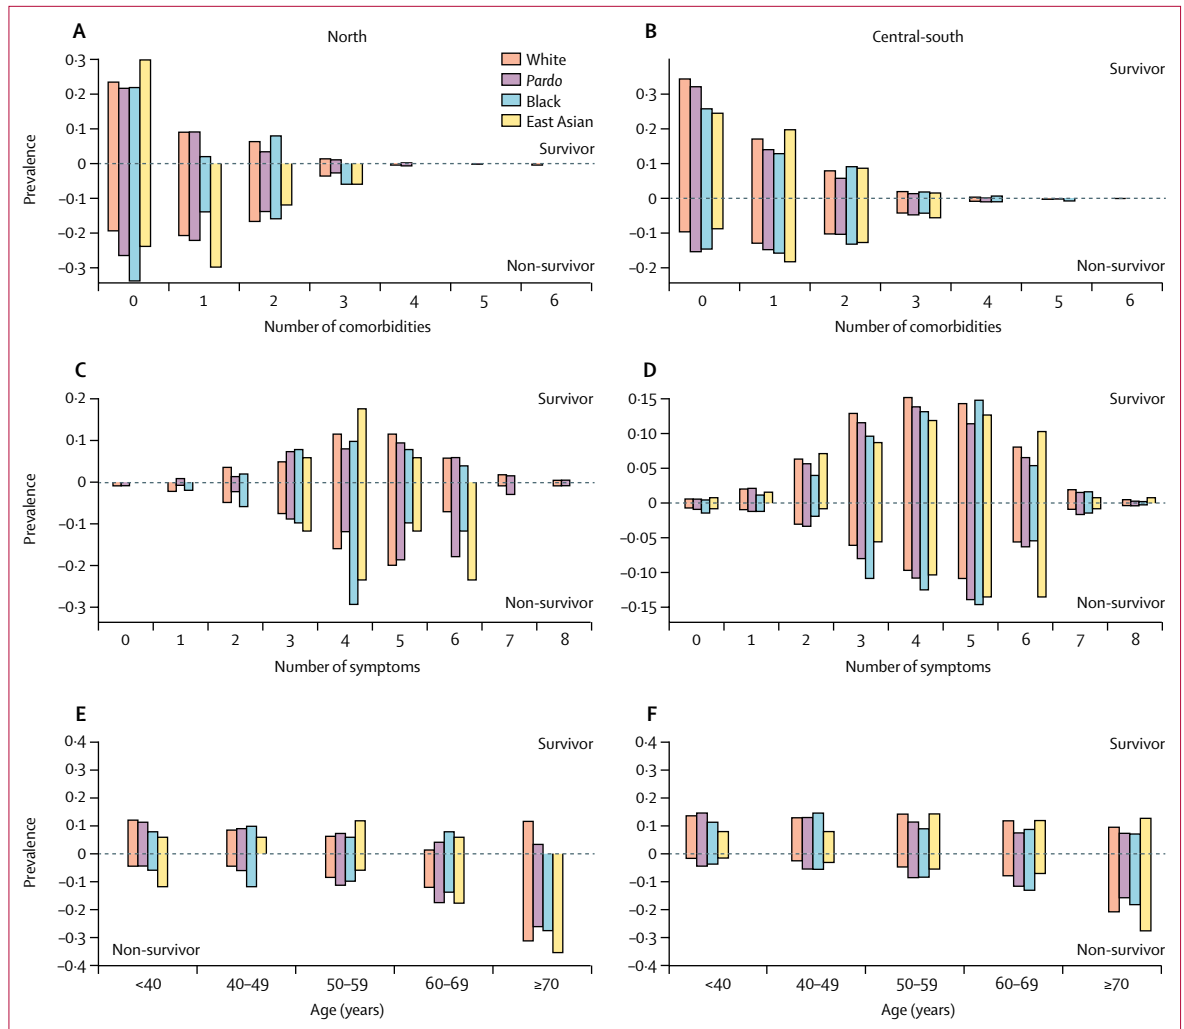 A
North
0·3
0·2
0·1
0
–0·1
–0·2
–0·3
Prevalence
White
Pardo
Black
East Asian
Survivor
Non-survivor
0 1 2 3 4 5 6
Number of comorbidities
B
Central-south
0·3
0·2
0·1
0
–0·1
–0·2
Survivor
Non-survivor
0 1 2 3 4 5 6
Number of comorbidities
C
0·2
0·1
0
–0·1
–0·2
–0·3
Prevalence
Survivor
Non-survivor
0 1 2 3 4 5 6 7 8
Number of symptoms
D
0·15
0·10
0·05
0
–0·05
–0·10
–0·15
Survivor
Non-survivor
0 1 2 3 4 5 6 7 8
Number of symptoms
E
0·4
0·3
0·2
0·1
0
–0·1
–0·2
–0·3
–0·4
Prevalence
Survivor
Non-survivor
<40 40–49 50–59 60–69 ≥70
Age (years)
F
0·4
0·3
0·2
0·1
0
–0·1
–0·2
–0·3
–0·4
Survivor
Non-survivor
<40 40–49 50–59 60–69 ≥70
Age (years)